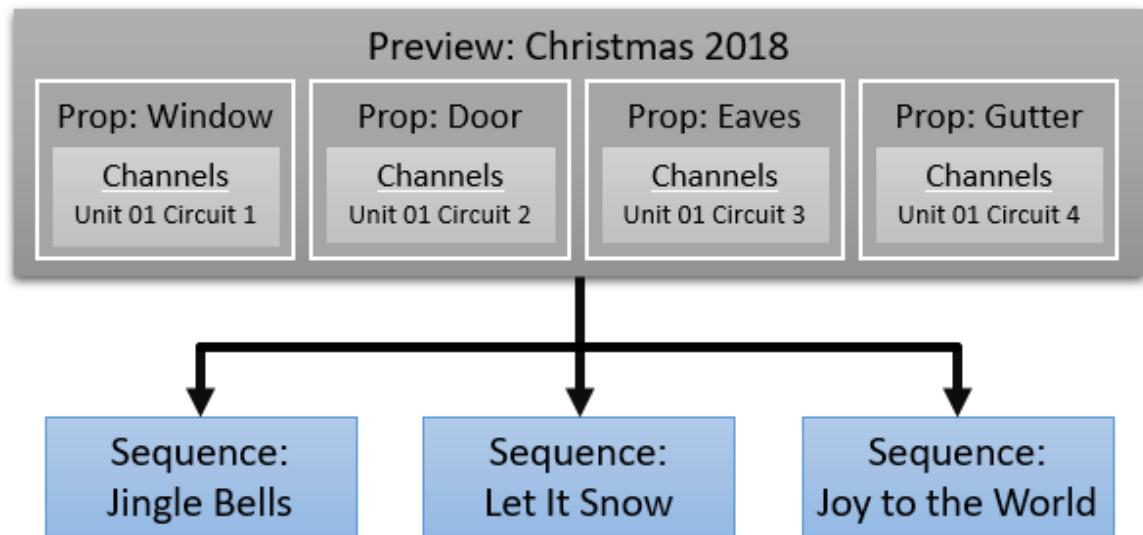 Preview: Christmas 2018
Prop: Window
Channels
Unit 01 Circuit 1
Prop: Door
Channels
Unit 01 Circuit 2
Prop: Eaves
Channels
Unit 01 Circuit 3
Prop: Gutter
Channels
Unit 01 Circuit 4
Sequence:
Jingle Bells
Sequence:
Let It Snow
Sequence:
Joy to the World